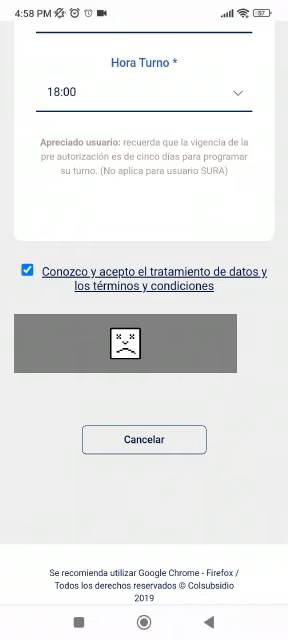 4:58 PM
57
Hora Turno *
18:00
Apreciado usuario: recuerda que la vigencia de la
pre autorización es de cinco días para programar
su turno. (No aplica para usuario SURA)
Conozco y acepto el tratamiento de datos y
los términos y condiciones
Cancelar
Se recomienda utilizar Google Chrome - Firefox /
Todos los derechos reservados © Colsubsidio
2019